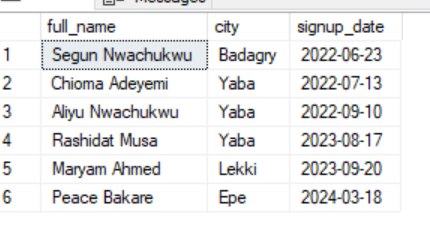 Messages
full_name city signup_date
1 Segun Nwachukwu Badagry 2022-06-23
2 Chioma Adeyemi Yaba 2022-07-13
3 Aliyu Nwachukwu Yaba 2022-09-10
4 Rashidat Musa Yaba 2023-08-17
5 Maryam Ahmed Lekki 2023-09-20
6 Peace Bakare Epe 2024-03-18